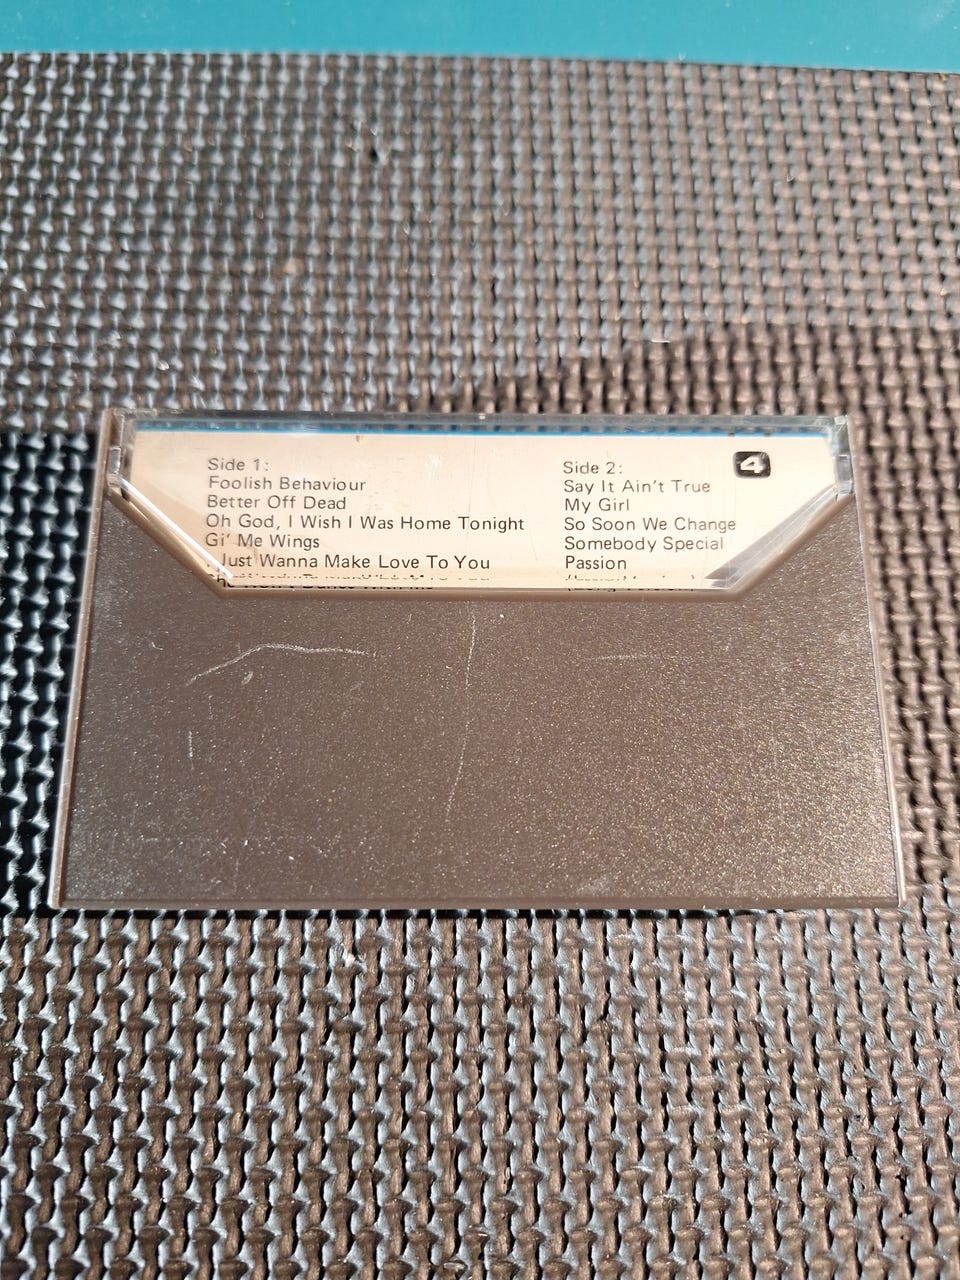 Side 1:
Foolish Behaviour
Better Off Dead
Oh God, I Wish I Was Home Tonight
Gi' Me Wings
Just Wanna Make Love To You
Side 2:
Say It Ain't True
My Girl
So Soon We Change
Somebody Special
Passion
(Long Version)
4